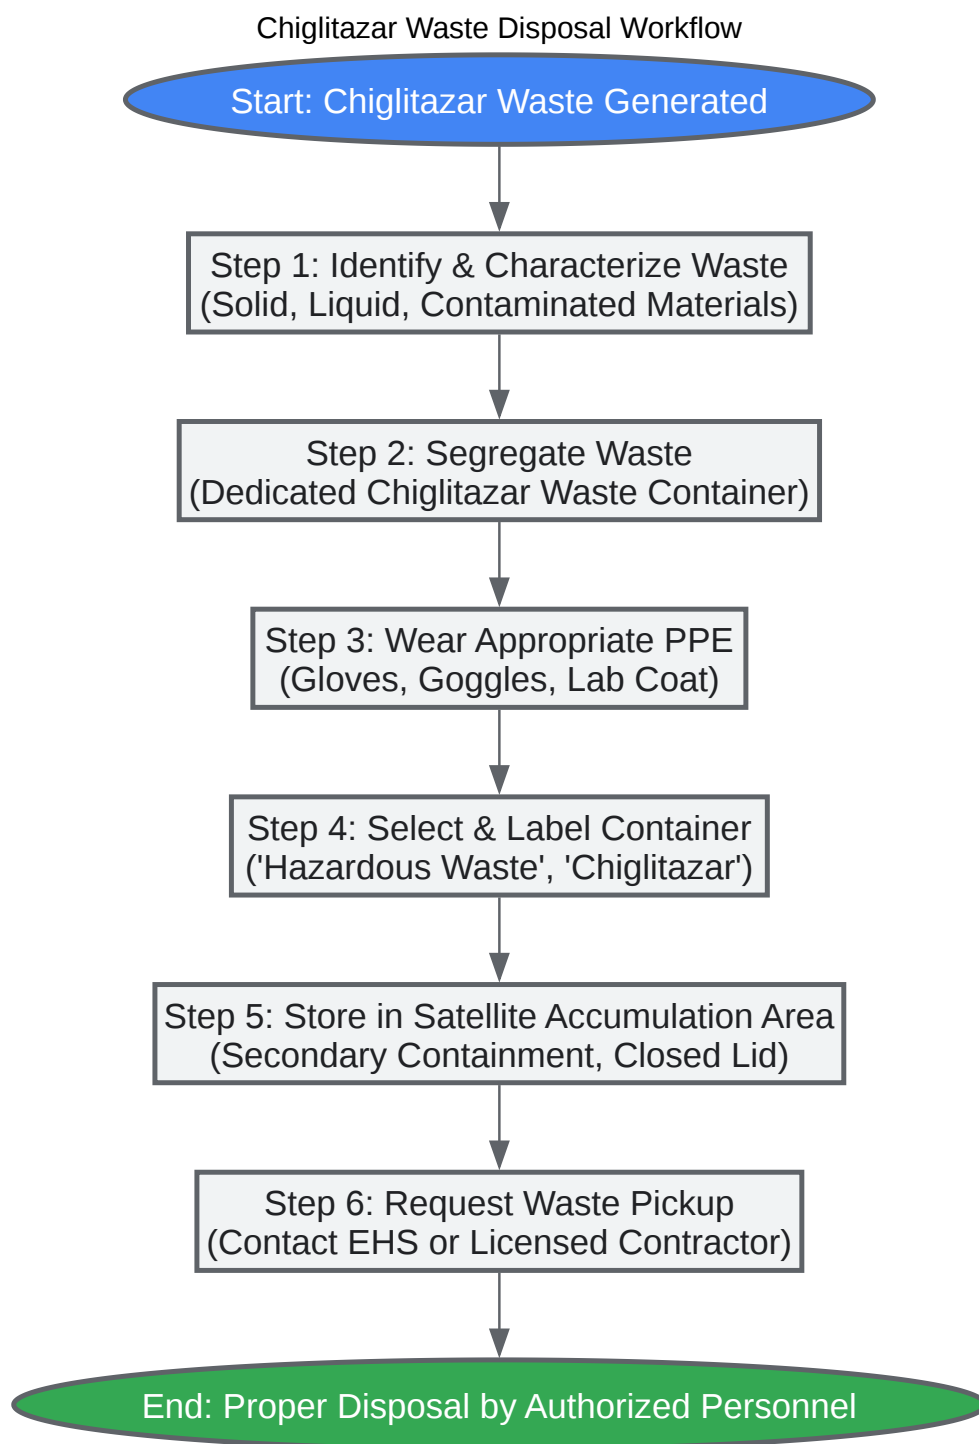 Chiglitazar Waste Disposal Workflow
Start: Chiglitazar Waste Generated
Step 1: Identify & Characterize Waste
(Solid, Liquid, Contaminated Materials)
Step 2: Segregate Waste
(Dedicated Chiglitazar Waste Container)
Step 3: Wear Appropriate PPE
(Gloves, Goggles, Lab Coat)
Step 4: Select & Label Container
('Hazardous Waste', 'Chiglitazar')
Step 5: Store in Satellite Accumulation Area
(Secondary Containment, Closed Lid)
Step 6: Request Waste Pickup
(Contact EHS or Licensed Contractor)
End: Proper Disposal by Authorized Personnel